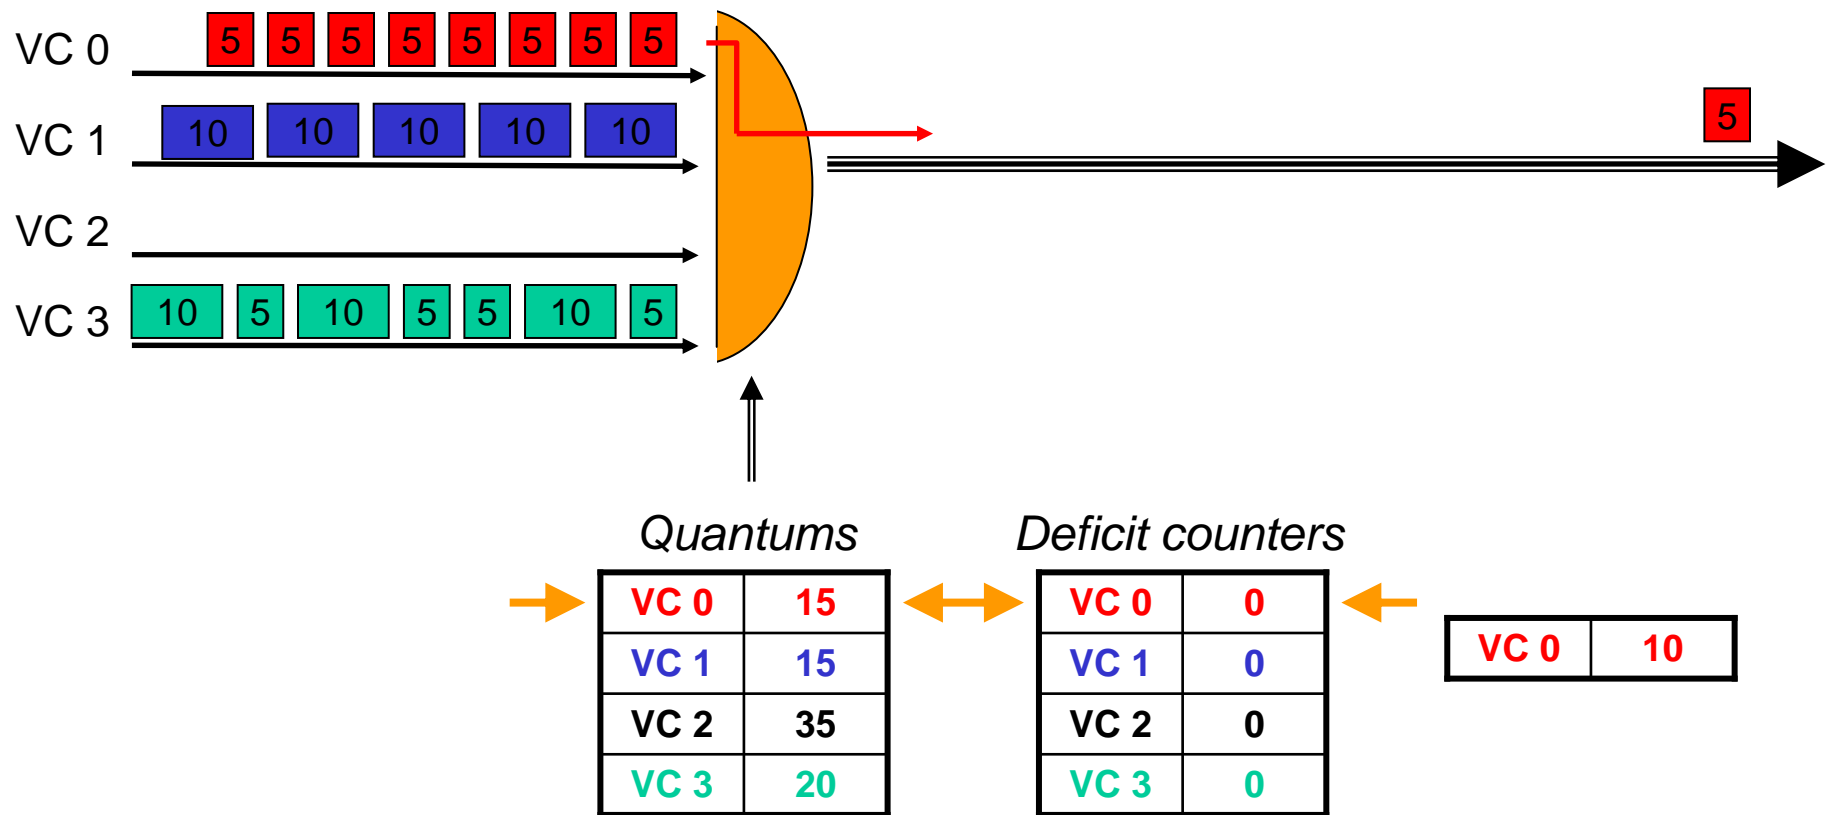 VC 0 5 5 5 5 5 5 5 5 5
VC 1 10 10 10 10 10
VC 2
VC 3 10 5 10 5 5 10 5
Quantums Deficit counters
VC 0 15 VC 0 0
VC 1 15 VC 1 0 VC 0 10
VC 2 35 VC 2 0
VC 3 20 VC 3 0